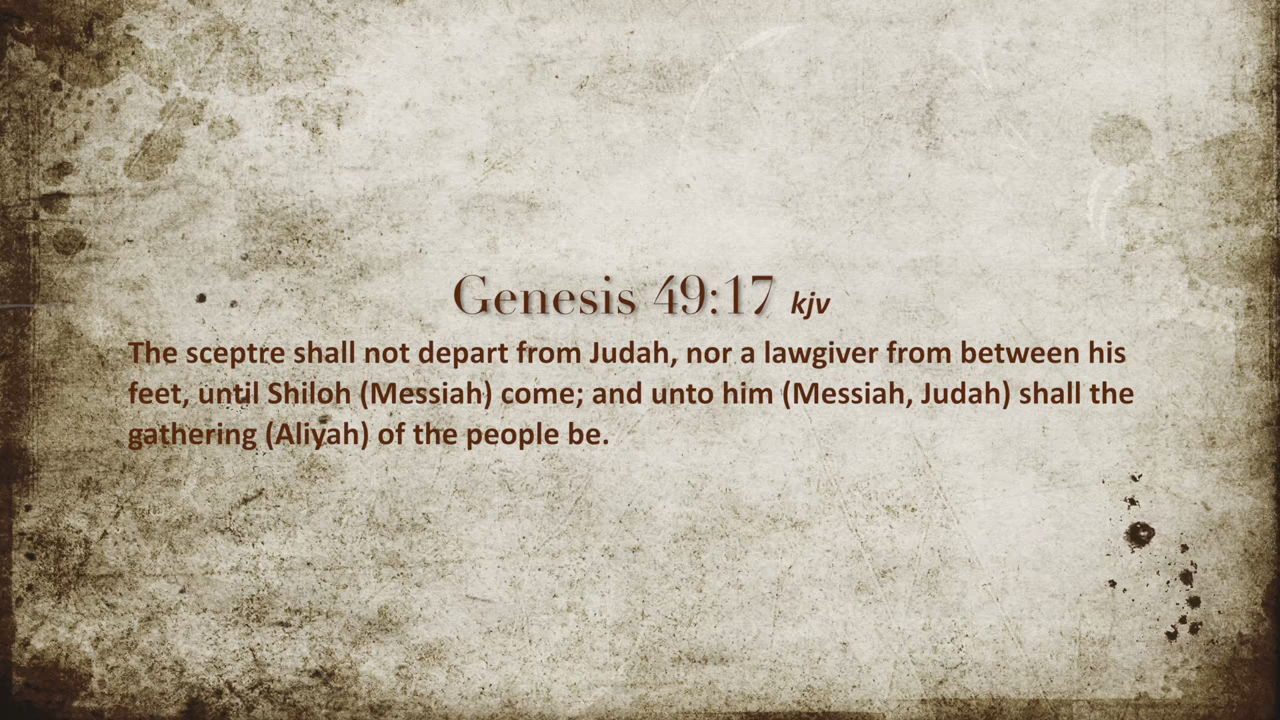 Genesis 49:17 kjv
The sceptre shall not depart from Judah, nor a lawgiver from between his
feet, until Shiloh (Messiah) come; and unto him (Messiah, Judah) shall the
gathering (Aliyah) of the people be.